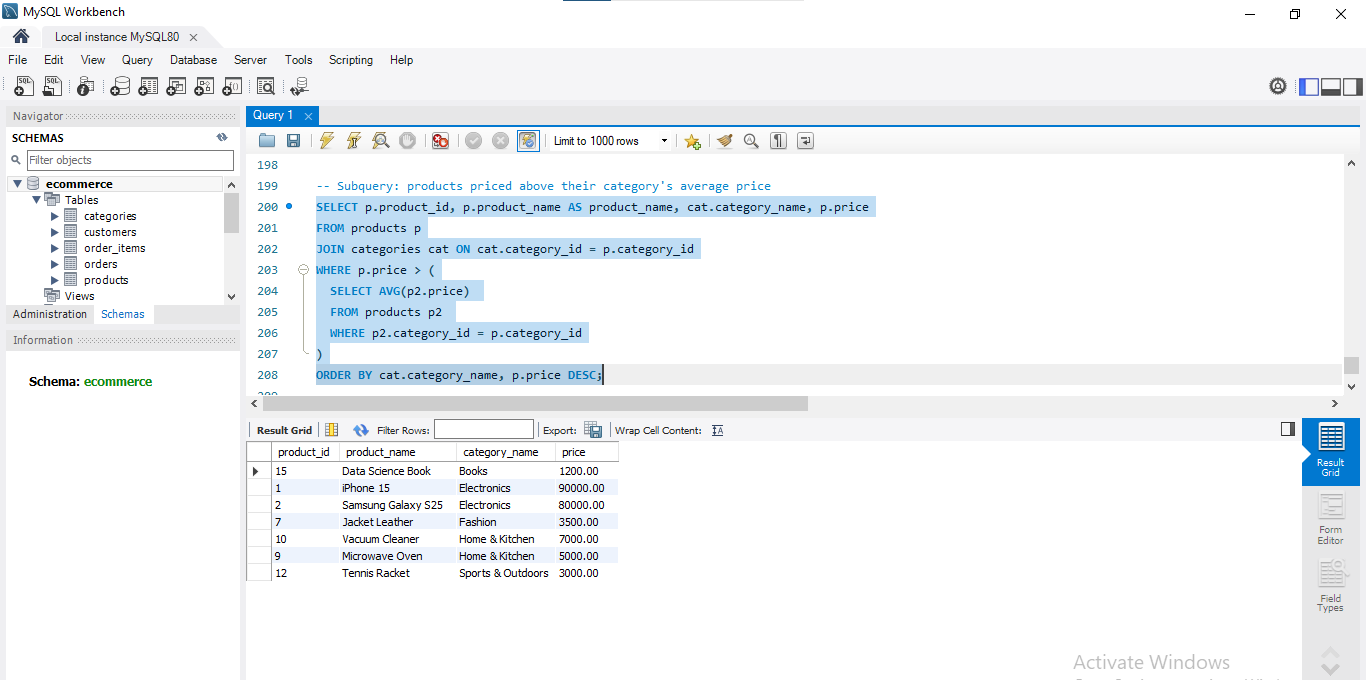 MySQL Workbench
Local instance MySQL80
File Edit View Query Database Server Tools Scripting Help
Navigator
SCHEMAS
Filter objects
ecommerce
Tables
categories
customers
order_items
orders
products
Views
Administration Schemas
Information
Schema: ecommerce
Query 1
Limit to 1000 rows
198
199 -- Subquery: products priced above their category's average price
200 SELECT p.product_id, p.product_name AS product_name, cat.category_name, p.price
201 FROM products p
202 JOIN categories cat ON cat.category_id = p.category_id
203 WHERE p.price > (
204 SELECT AVG(p2.price)
205 FROM products p2
206 WHERE p2.category_id = p.category_id
207 )
208 ORDER BY cat.category_name, p.price DESC;
Result Grid Filter Rows: Export: Wrap Cell Content:
product_id product_name category_name price
15 Data Science Book Books 1200.00
1 iPhone 15 Electronics 90000.00
2 Samsung Galaxy S25 Electronics 80000.00
7 Jacket Leather Fashion 3500.00
10 Vacuum Cleaner Home & Kitchen 7000.00
9 Microwave Oven Home & Kitchen 5000.00
12 Tennis Racket Sports & Outdoors 3000.00
Result
Grid
Form
Editor
Field
Types
Activate Windows